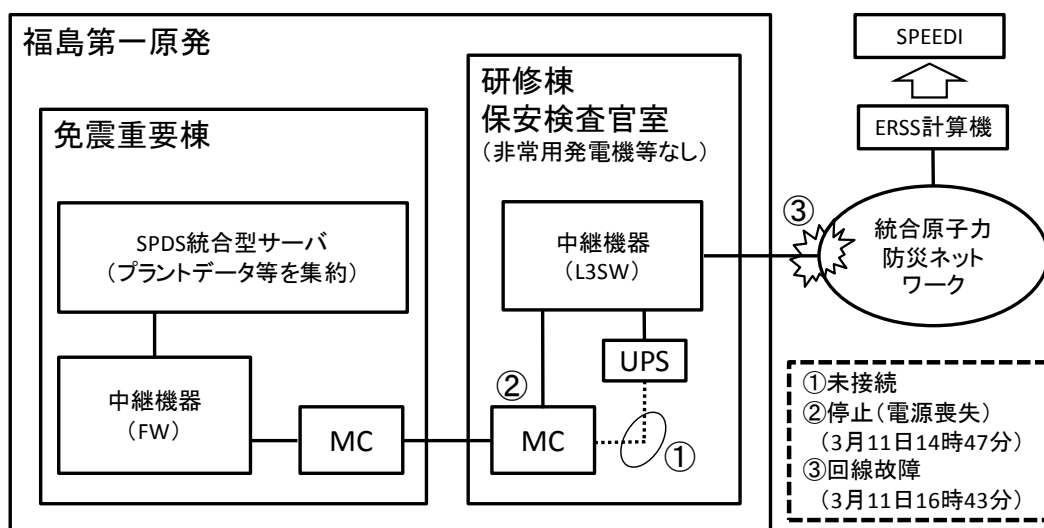 福島第一原発
免震重要棟
SPDS統合型サーバ
（プラントデータ等を集約）
中継機器
（FW）
MC
研修棟
保安検査官室
（非常用発電機等なし）
中継機器
（L3SW）
UPS
②
MC
①
③
SPEEDI
ERSS計算機
統合原子力
防災ネット
ワーク
①未接続
②停止（電源喪失）
（3月11日14時47分）
③回線故障
（3月11日16時43分）